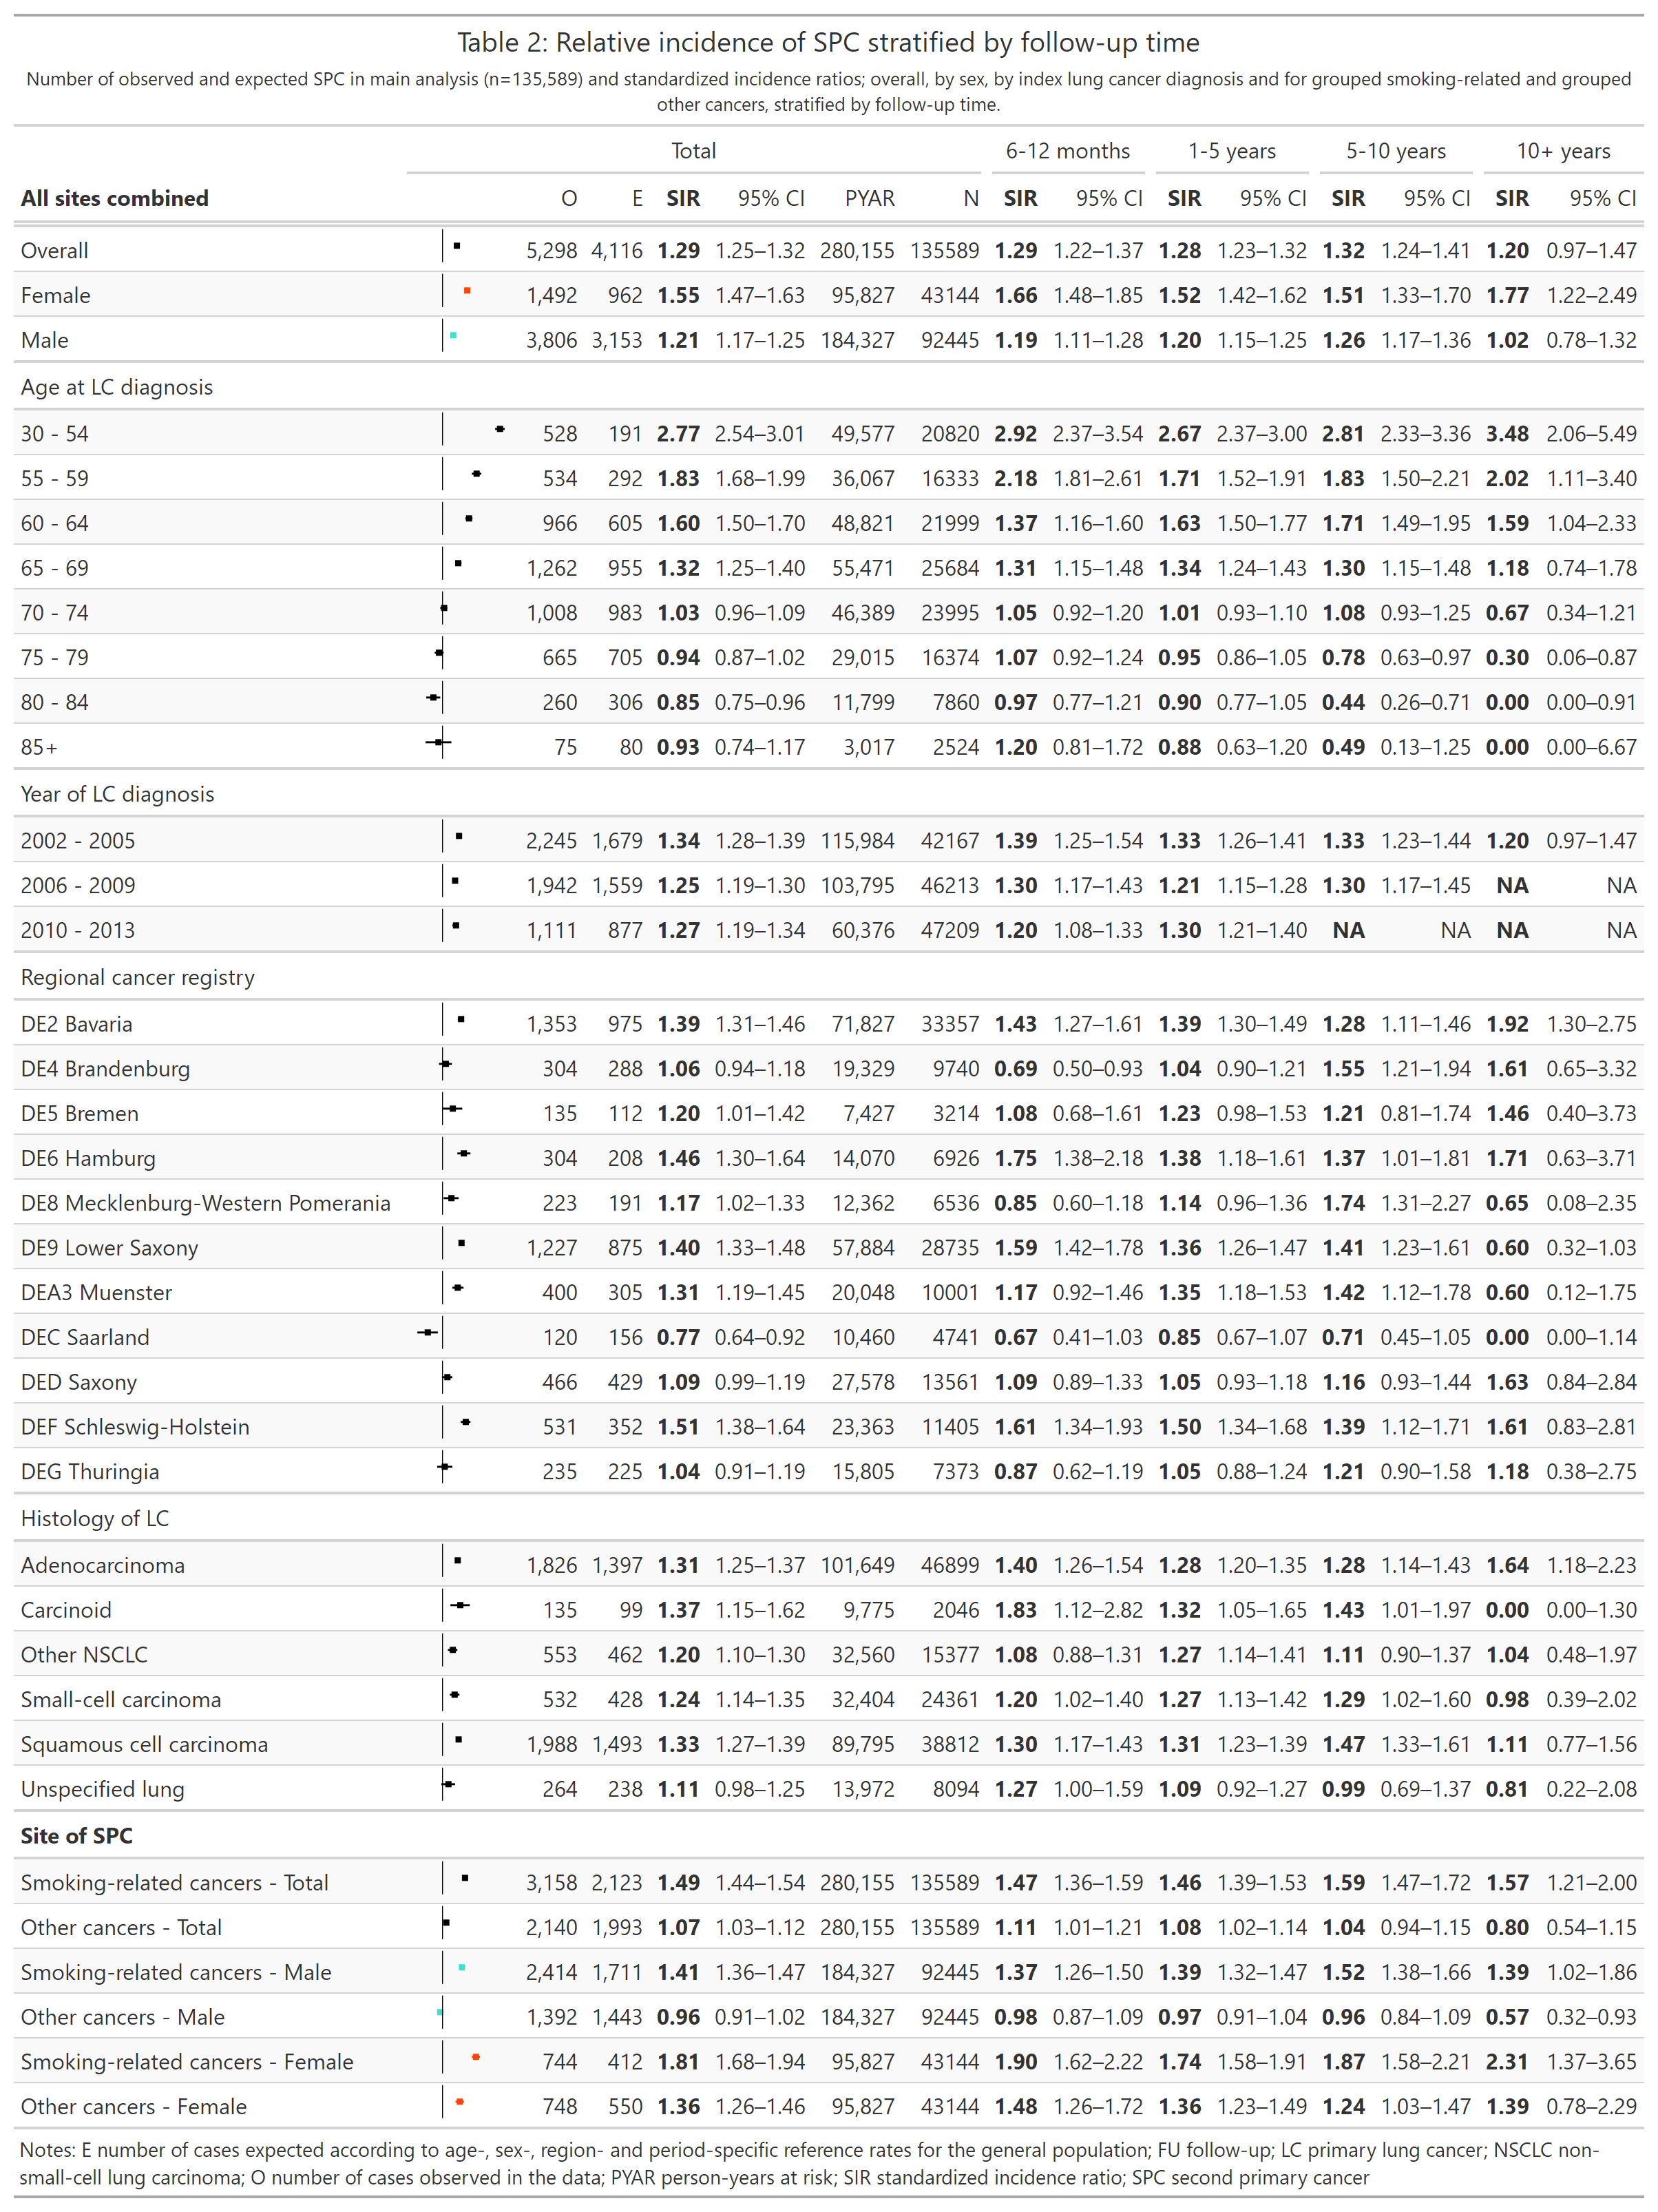 Table 2: Relative incidence of SPC stratified by follow-up time
Number of observed and expected SPC in main analysis (n=135,589) and standardized incidence ratios; overall, by sex, by index lung cancer diagnosis and for grouped smoking-related and grouped
other cancers, stratified by follow-up time.
Total 6-12 months 1-5 years 5-10 years 10+ years
All sites combined O E SIR 95% CI PYAR N SIR 95% CI SIR 95% CI SIR 95% CI SIR 95% CI
Overall 5,298 4,116 1.29 1.25–1.32 280,155 135589 1.29 1.22–1.37 1.28 1.23–1.32 1.32 1.24–1.41 1.20 0.97–1.47
Female 1,492 962 1.55 1.47–1.63 95,827 43144 1.66 1.48–1.85 1.52 1.42–1.62 1.51 1.33–1.70 1.77 1.22–2.49
Male 3,806 3,153 1.21 1.17–1.25 184,327 92445 1.19 1.11–1.28 1.20 1.15–1.25 1.26 1.17–1.36 1.02 0.78–1.32
Age at LC diagnosis
30 - 54 528 191 2.77 2.54–3.01 49,577 20820 2.92 2.37–3.54 2.67 2.37–3.00 2.81 2.33–3.36 3.48 2.06–5.49
55 - 59 534 292 1.83 1.68–1.99 36,067 16333 2.18 1.81–2.61 1.71 1.52–1.91 1.83 1.50–2.21 2.02 1.11–3.40
60 - 64 966 605 1.60 1.50–1.70 48,821 21999 1.37 1.16–1.60 1.63 1.50–1.77 1.71 1.49–1.95 1.59 1.04–2.33
65 - 69 1,262 955 1.32 1.25–1.40 55,471 25684 1.31 1.15–1.48 1.34 1.24–1.43 1.30 1.15–1.48 1.18 0.74–1.78
70 - 74 1,008 983 1.03 0.96–1.09 46,389 23995 1.05 0.92–1.20 1.01 0.93–1.10 1.08 0.93–1.25 0.67 0.34–1.21
75 - 79 665 705 0.94 0.87–1.02 29,015 16374 1.07 0.92–1.24 0.95 0.86–1.05 0.78 0.63–0.97 0.30 0.06–0.87
80 - 84 260 306 0.85 0.75–0.96 11,799 7860 0.97 0.77–1.21 0.90 0.77–1.05 0.44 0.26–0.71 0.00 0.00–0.91
85+ 75 80 0.93 0.74–1.17 3,017 2524 1.20 0.81–1.72 0.88 0.63–1.20 0.49 0.13–1.25 0.00 0.00–6.67
Year of LC diagnosis
2002 - 2005 2,245 1,679 1.34 1.28–1.39 115,984 42167 1.39 1.25–1.54 1.33 1.26–1.41 1.33 1.23–1.44 1.20 0.97–1.47
2006 - 2009 1,942 1,559 1.25 1.19–1.30 103,795 46213 1.30 1.17–1.43 1.21 1.15–1.28 1.30 1.17–1.45 NA NA
2010 - 2013 1,111 877 1.27 1.19–1.34 60,376 47209 1.20 1.08–1.33 1.30 1.21–1.40 NA NA NA NA
Regional cancer registry
DE2 Bavaria 1,353 975 1.39 1.31–1.46 71,827 33357 1.43 1.27–1.61 1.39 1.30–1.49 1.28 1.11–1.46 1.92 1.30–2.75
DE4 Brandenburg 304 288 1.06 0.94–1.18 19,329 9740 0.69 0.50–0.93 1.04 0.90–1.21 1.55 1.21–1.94 1.61 0.65–3.32
DE5 Bremen 135 112 1.20 1.01–1.42 7,427 3214 1.08 0.68–1.61 1.23 0.98–1.53 1.21 0.81–1.74 1.46 0.40–3.73
DE6 Hamburg 304 208 1.46 1.30–1.64 14,070 6926 1.75 1.38–2.18 1.38 1.18–1.61 1.37 1.01–1.81 1.71 0.63–3.71
DE8 Mecklenburg-Western Pomerania 223 191 1.17 1.02–1.33 12,362 6536 0.85 0.60–1.18 1.14 0.96–1.36 1.74 1.31–2.27 0.65 0.08–2.35
DE9 Lower Saxony 1,227 875 1.40 1.33–1.48 57,884 28735 1.59 1.42–1.78 1.36 1.26–1.47 1.41 1.23–1.61 0.60 0.32–1.03
DEA3 Muenster 400 305 1.31 1.19–1.45 20,048 10001 1.17 0.92–1.46 1.35 1.18–1.53 1.42 1.12–1.78 0.60 0.12–1.75
DEC Saarland 120 156 0.77 0.64–0.92 10,460 4741 0.67 0.41–1.03 0.85 0.67–1.07 0.71 0.45–1.05 0.00 0.00–1.14
DED Saxony 466 429 1.09 0.99–1.19 27,578 13561 1.09 0.89–1.33 1.05 0.93–1.18 1.16 0.93–1.44 1.63 0.84–2.84
DEF Schleswig-Holstein 531 352 1.51 1.38–1.64 23,363 11405 1.61 1.34–1.93 1.50 1.34–1.68 1.39 1.12–1.71 1.61 0.83–2.81
DEG Thuringia 235 225 1.04 0.91–1.19 15,805 7373 0.87 0.62–1.19 1.05 0.88–1.24 1.21 0.90–1.58 1.18 0.38–2.75
Histology of LC
Adenocarcinoma 1,826 1,397 1.31 1.25–1.37 101,649 46899 1.40 1.26–1.54 1.28 1.20–1.35 1.28 1.14–1.43 1.64 1.18–2.23
Carcinoid 135 99 1.37 1.15–1.62 9,775 2046 1.83 1.12–2.82 1.32 1.05–1.65 1.43 1.01–1.97 0.00 0.00–1.30
Other NSCLC 553 462 1.20 1.10–1.30 32,560 15377 1.08 0.88–1.31 1.27 1.14–1.41 1.11 0.90–1.37 1.04 0.48–1.97
Small-cell carcinoma 532 428 1.24 1.14–1.35 32,404 24361 1.20 1.02–1.40 1.27 1.13–1.42 1.29 1.02–1.60 0.98 0.39–2.02
Squamous cell carcinoma 1,988 1,493 1.33 1.27–1.39 89,795 38812 1.30 1.17–1.43 1.31 1.23–1.39 1.47 1.33–1.61 1.11 0.77–1.56
Unspecified lung 264 238 1.11 0.98–1.25 13,972 8094 1.27 1.00–1.59 1.09 0.92–1.27 0.99 0.69–1.37 0.81 0.22–2.08
Site of SPC
Smoking-related cancers - Total 3,158 2,123 1.49 1.44–1.54 280,155 135589 1.47 1.36–1.59 1.46 1.39–1.53 1.59 1.47–1.72 1.57 1.21–2.00
Other cancers - Total 2,140 1,993 1.07 1.03–1.12 280,155 135589 1.11 1.01–1.21 1.08 1.02–1.14 1.04 0.94–1.15 0.80 0.54–1.15
Smoking-related cancers - Male 2,414 1,711 1.41 1.36–1.47 184,327 92445 1.37 1.26–1.50 1.39 1.32–1.47 1.52 1.38–1.66 1.39 1.02–1.86
Other cancers - Male 1,392 1,443 0.96 0.91–1.02 184,327 92445 0.98 0.87–1.09 0.97 0.91–1.04 0.96 0.84–1.09 0.57 0.32–0.93
Smoking-related cancers - Female 744 412 1.81 1.68–1.94 95,827 43144 1.90 1.62–2.22 1.74 1.58–1.91 1.87 1.58–2.21 2.31 1.37–3.65
Other cancers - Female 748 550 1.36 1.26–1.46 95,827 43144 1.48 1.26–1.72 1.36 1.23–1.49 1.24 1.03–1.47 1.39 0.78–2.29
Notes: E number of cases expected according to age-, sex-, region- and period-specific reference rates for the general population; FU follow-up; LC primary lung cancer; NSCLC non-
small-cell lung carcinoma; O number of cases observed in the data; PYAR person-years at risk; SIR standardized incidence ratio; SPC second primary cancer